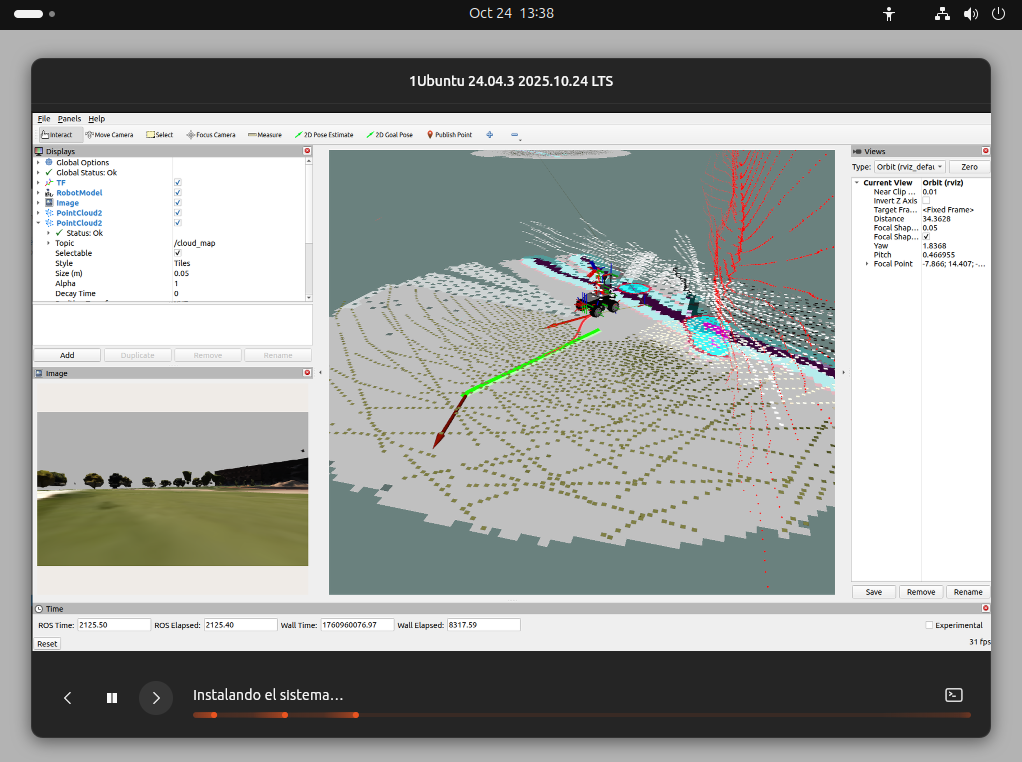 Oct 24 13:38
1Ubuntu 24.04.3 2025.10.24 LTS
File Panels Help
Interact Move Camera Select Focus Camera Measure 2D Pose Estimate 2D Goal Pose Publish Point
Displays
Global Options
Global Status: Ok
TF
RobotModel
Image
PointCloud2
PointCloud2
Status: Ok
Topic /cloud_map
Selectable
Style Tiles
Size (m) 0.05
Alpha 1
Decay Time 0
Add Duplicate Remove Rename
Image
Views
Type: Orbit (rviz_defau Zero
Current View Orbit (rviz)
Near Clip ... 0.01
Invert Z Axis
Target Fra... <Fixed Frame>
Distance 34.3628
Focal Shap... 0.05
Focal Shap...
Yaw 1.8368
Pitch 0.466955
Focal Point -7.866; 14.407; -...
Save Remove Rename
Time
ROS Time: 2125.50 ROS Elapsed: 2125.40 Wall Time: 1760960076.97 Wall Elapsed: 8317.59 Experimental
Reset 31 fps
Instalando el sistema...